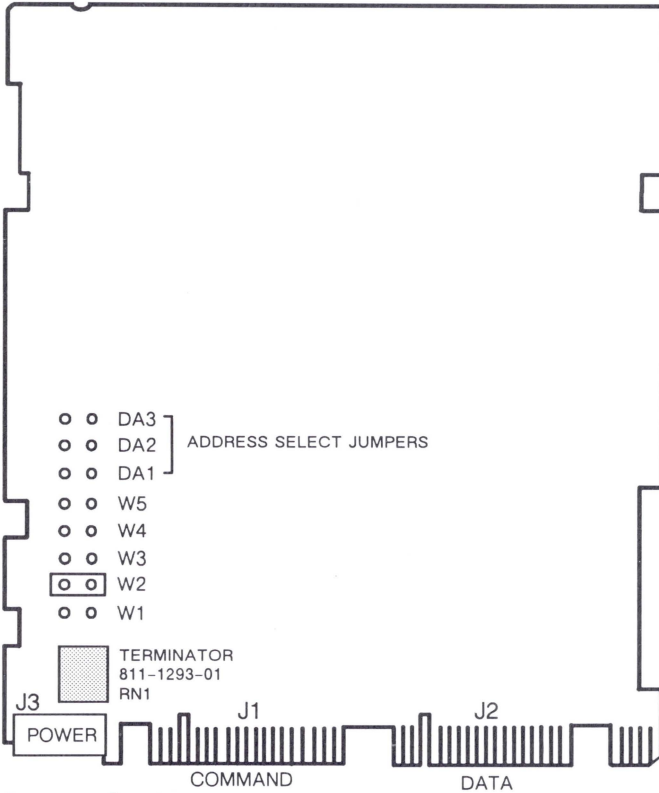 DA3
DA2
ADDRESS SELECT JUMPERS
DA1
W5
W4
W3
W2
W1
TERMINATOR
811-1293-01
RN1
J3
POWER
J1
J2
COMMAND
DATA